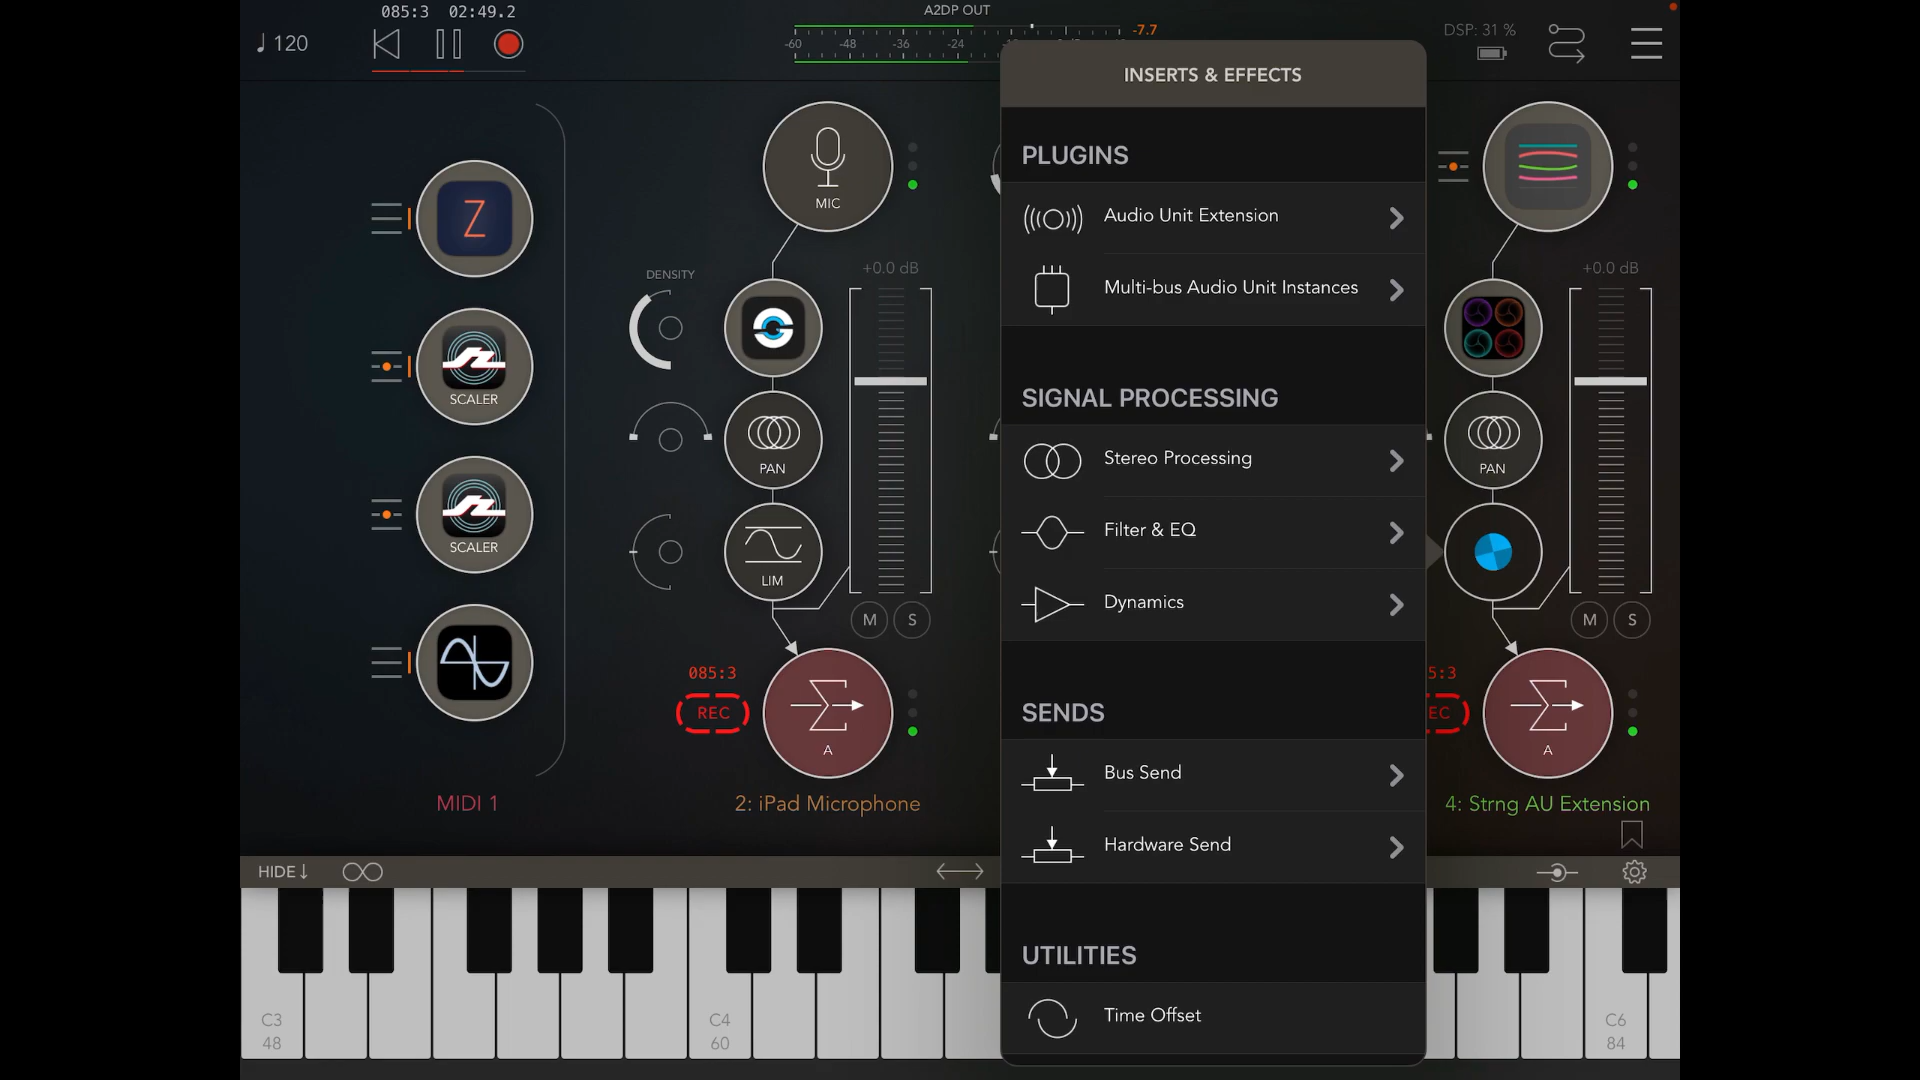 085:3 02:49.2
120
A2DP OUT
-60 -48 -36 -24
-7.7
DSP: 31 %
INSERTS & EFFECTS
PLUGINS
Audio Unit Extension
Multi-bus Audio Unit Instances
SIGNAL PROCESSING
Stereo Processing
Filter & EQ
Dynamics
SENDS
Bus Send
Hardware Send
UTILITIES
Time Offset
Z
SCALER
SCALER
MIDI 1
MIC
DENSITY
+0.0 dB
PAN
LIM
M S
085:3
REC
A
2: iPad Microphone
+0.0 dB
PAN
M S
5:3
EC
A
4: Strng AU Extension
HIDE↓
C3
48
C4
60
C6
84